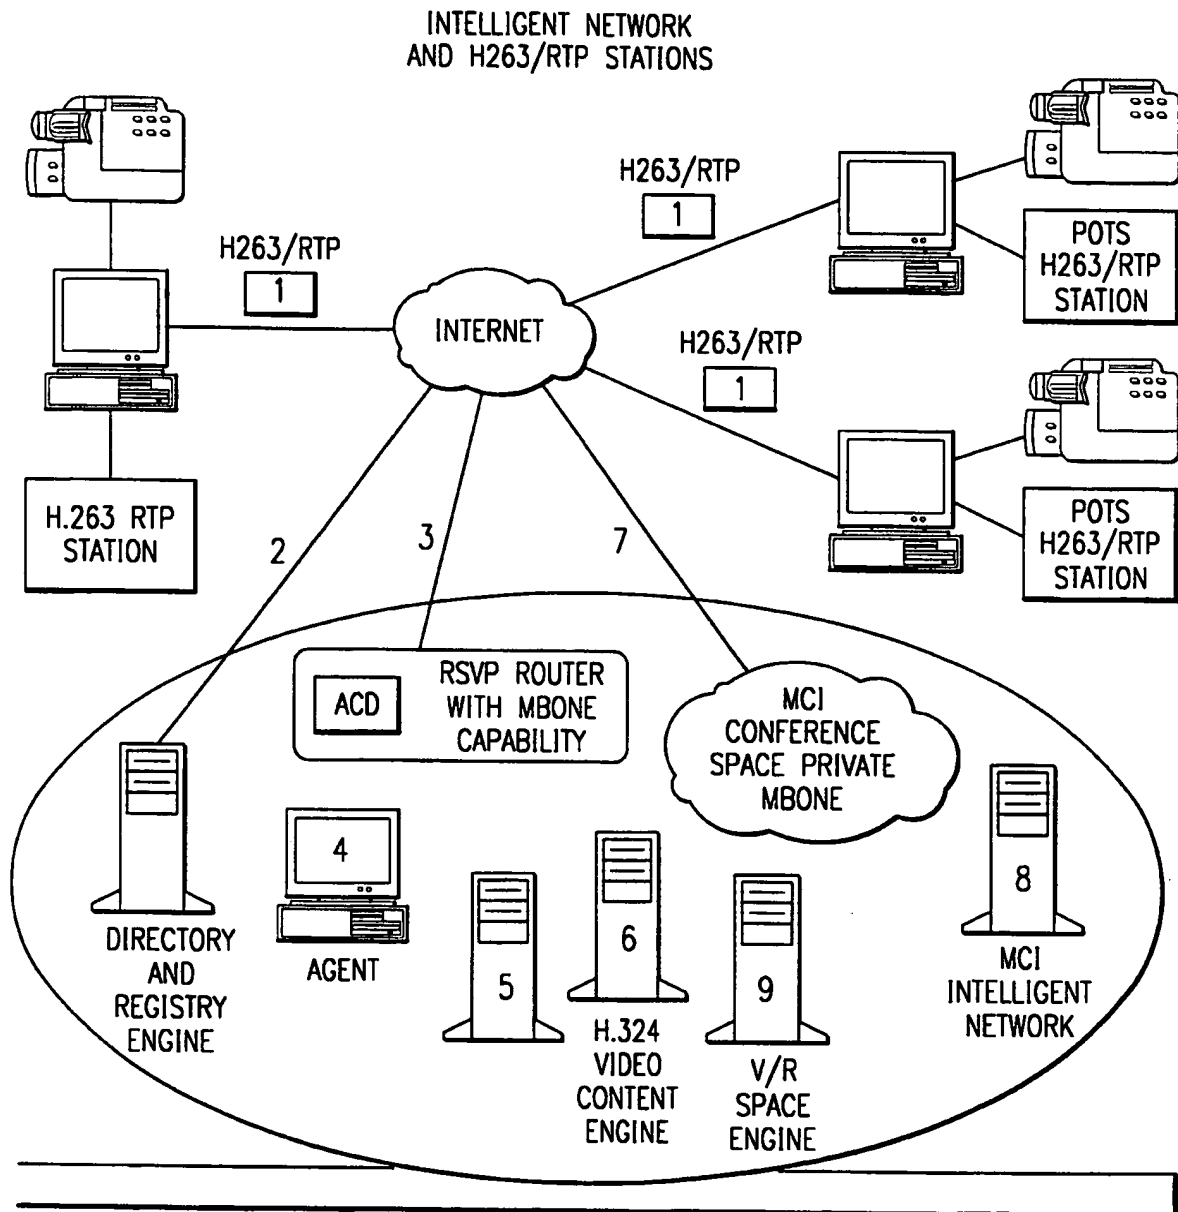 INTELLIGENT NETWORK
AND H263/RTP STATIONS
H263/RTP
1
H263/RTP
1
POTS
H263/RTP
STATION
INTERNET
H263/RTP
1
H.263 RTP
STATION
POTS
H263/RTP
STATION
2
3
7
ACD
RSVP ROUTER
WITH MBONE
CAPABILITY
MCI
CONFERENCE
SPACE PRIVATE
MBONE
DIRECTORY
AND
REGISTRY
ENGINE
4
AGENT
5
6
H.324
VIDEO
CONTENT
ENGINE
9
V/R
SPACE
ENGINE
8
MCI
INTELLIGENT
NETWORK